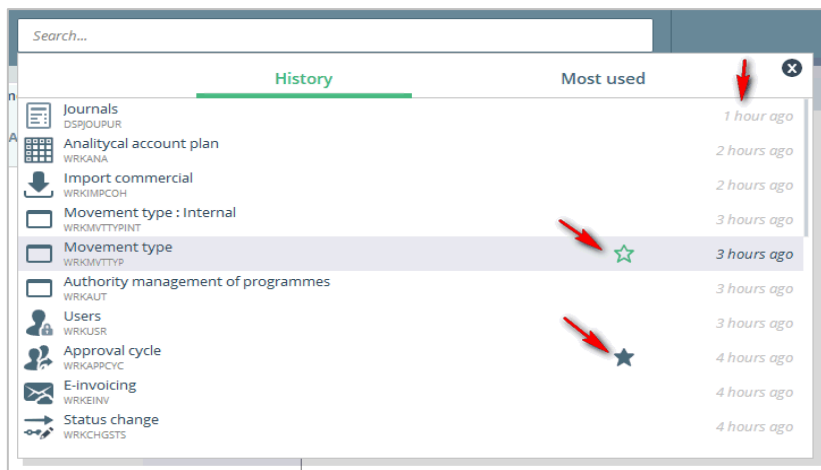 Search...
History Most used
Journals 1 hour ago
DSPJOUPUR
Analitycal account plan 2 hours ago
WRKANA
Import commercial 2 hours ago
WRKIMPCOH
Movement type : Internal 3 hours ago
WRKMVTTYPINT
Movement type 3 hours ago
WRKMVTTYP
Authority management of programmes 3 hours ago
WRKAUT
Users 3 hours ago
WRKUSR
Approval cycle 4 hours ago
WRKAPPCYC
E-invoicing 4 hours ago
WRKEINV
Status change 4 hours ago
WRKCHGSTS